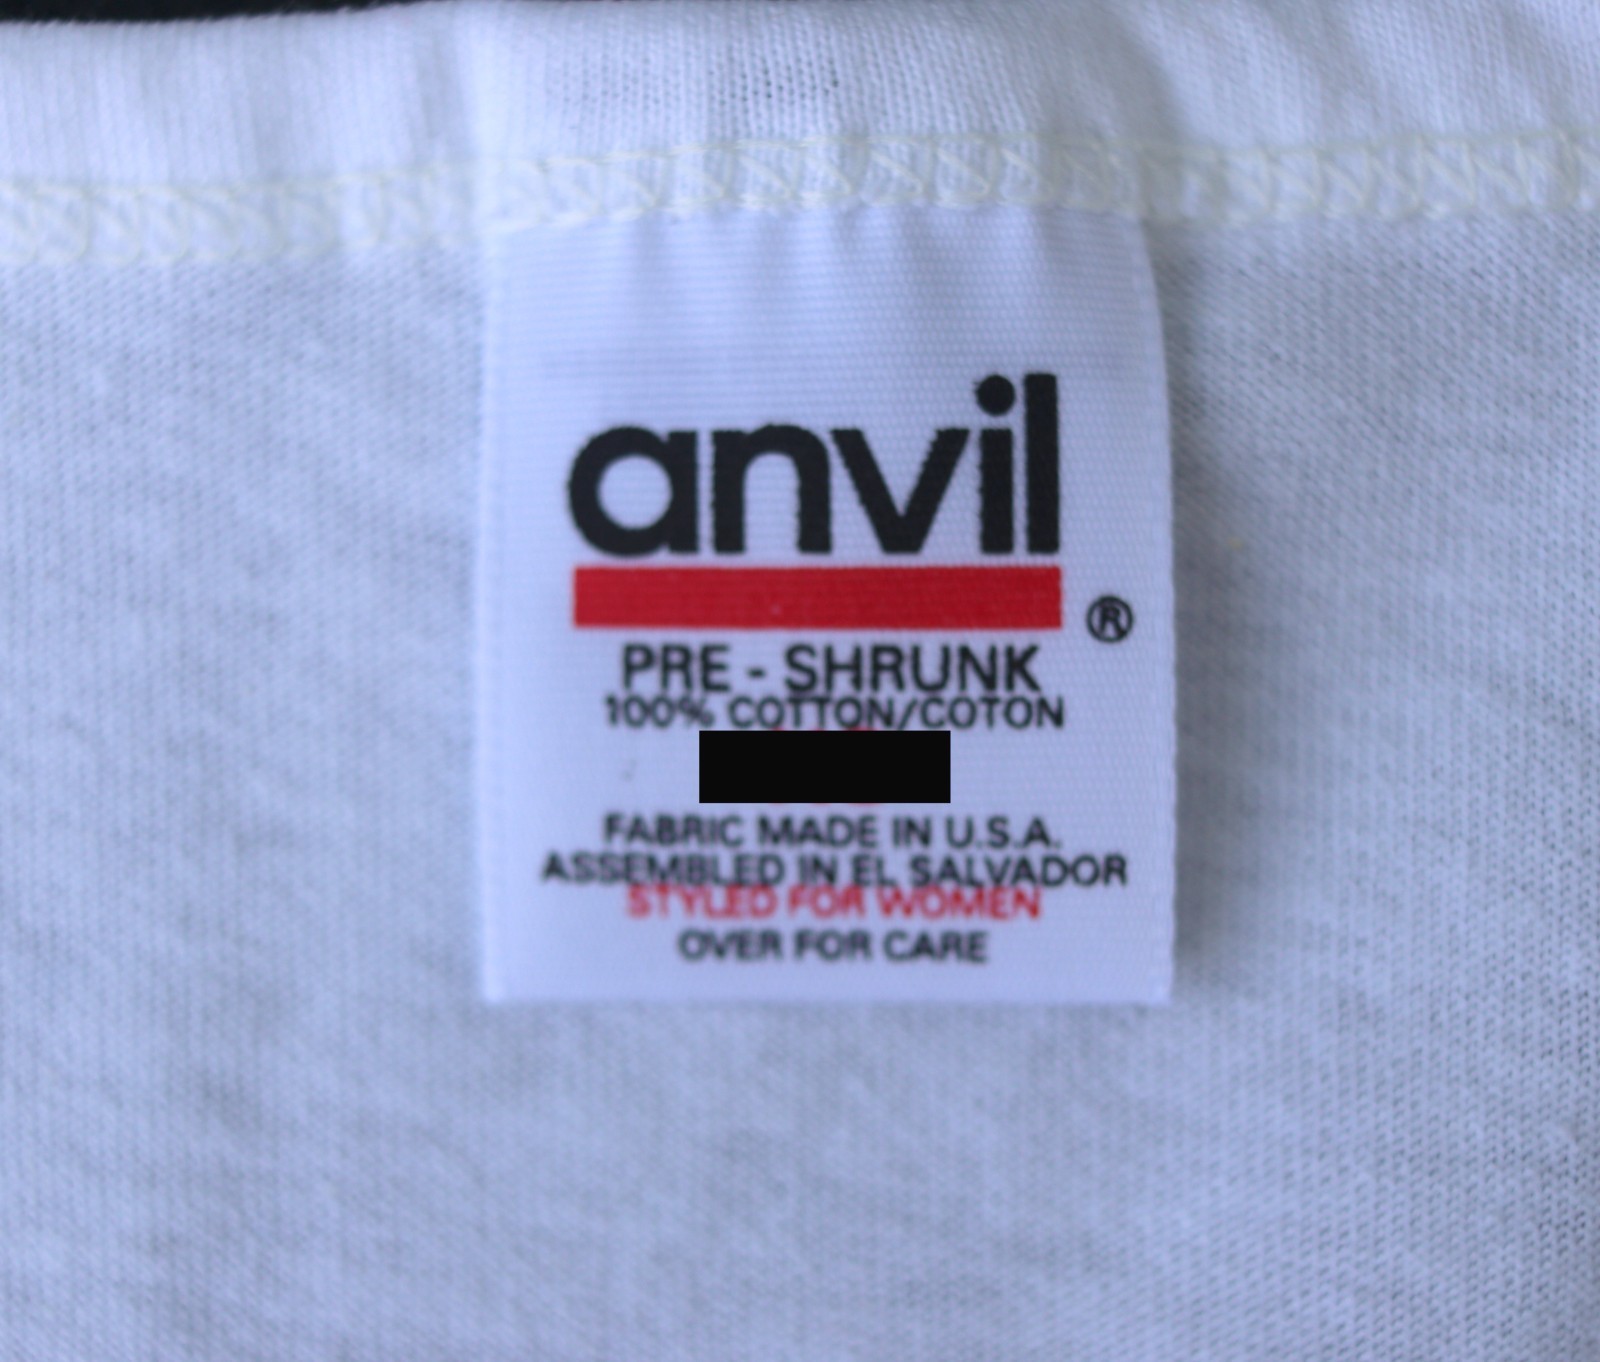 anvil
®
PRE - SHRUNK
100% COTTON/COTON
FABRIC MADE IN U.S.A.
ASSEMBLED IN EL SALVADOR
STYLED FOR WOMEN
OVER FOR CARE